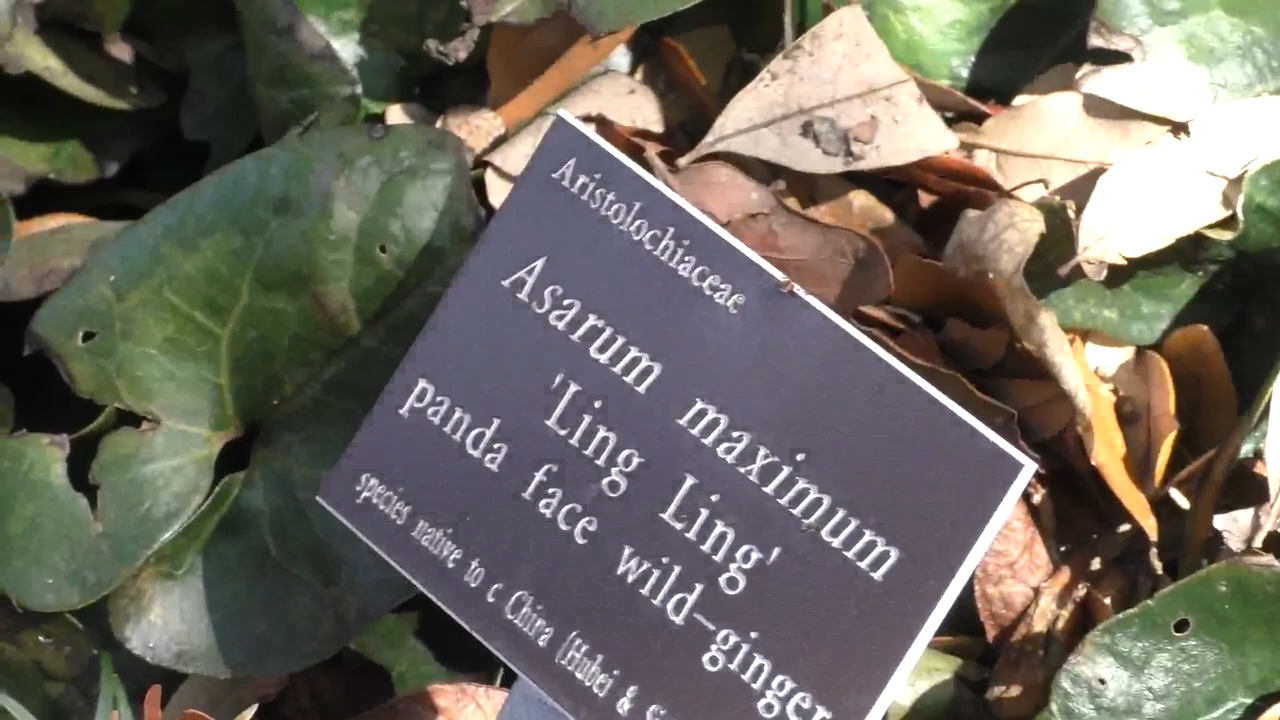 Aristolochiaceae
Asarum maximum
'Ling Ling'
panda face wild-ginger
species native to c China (Hubei &